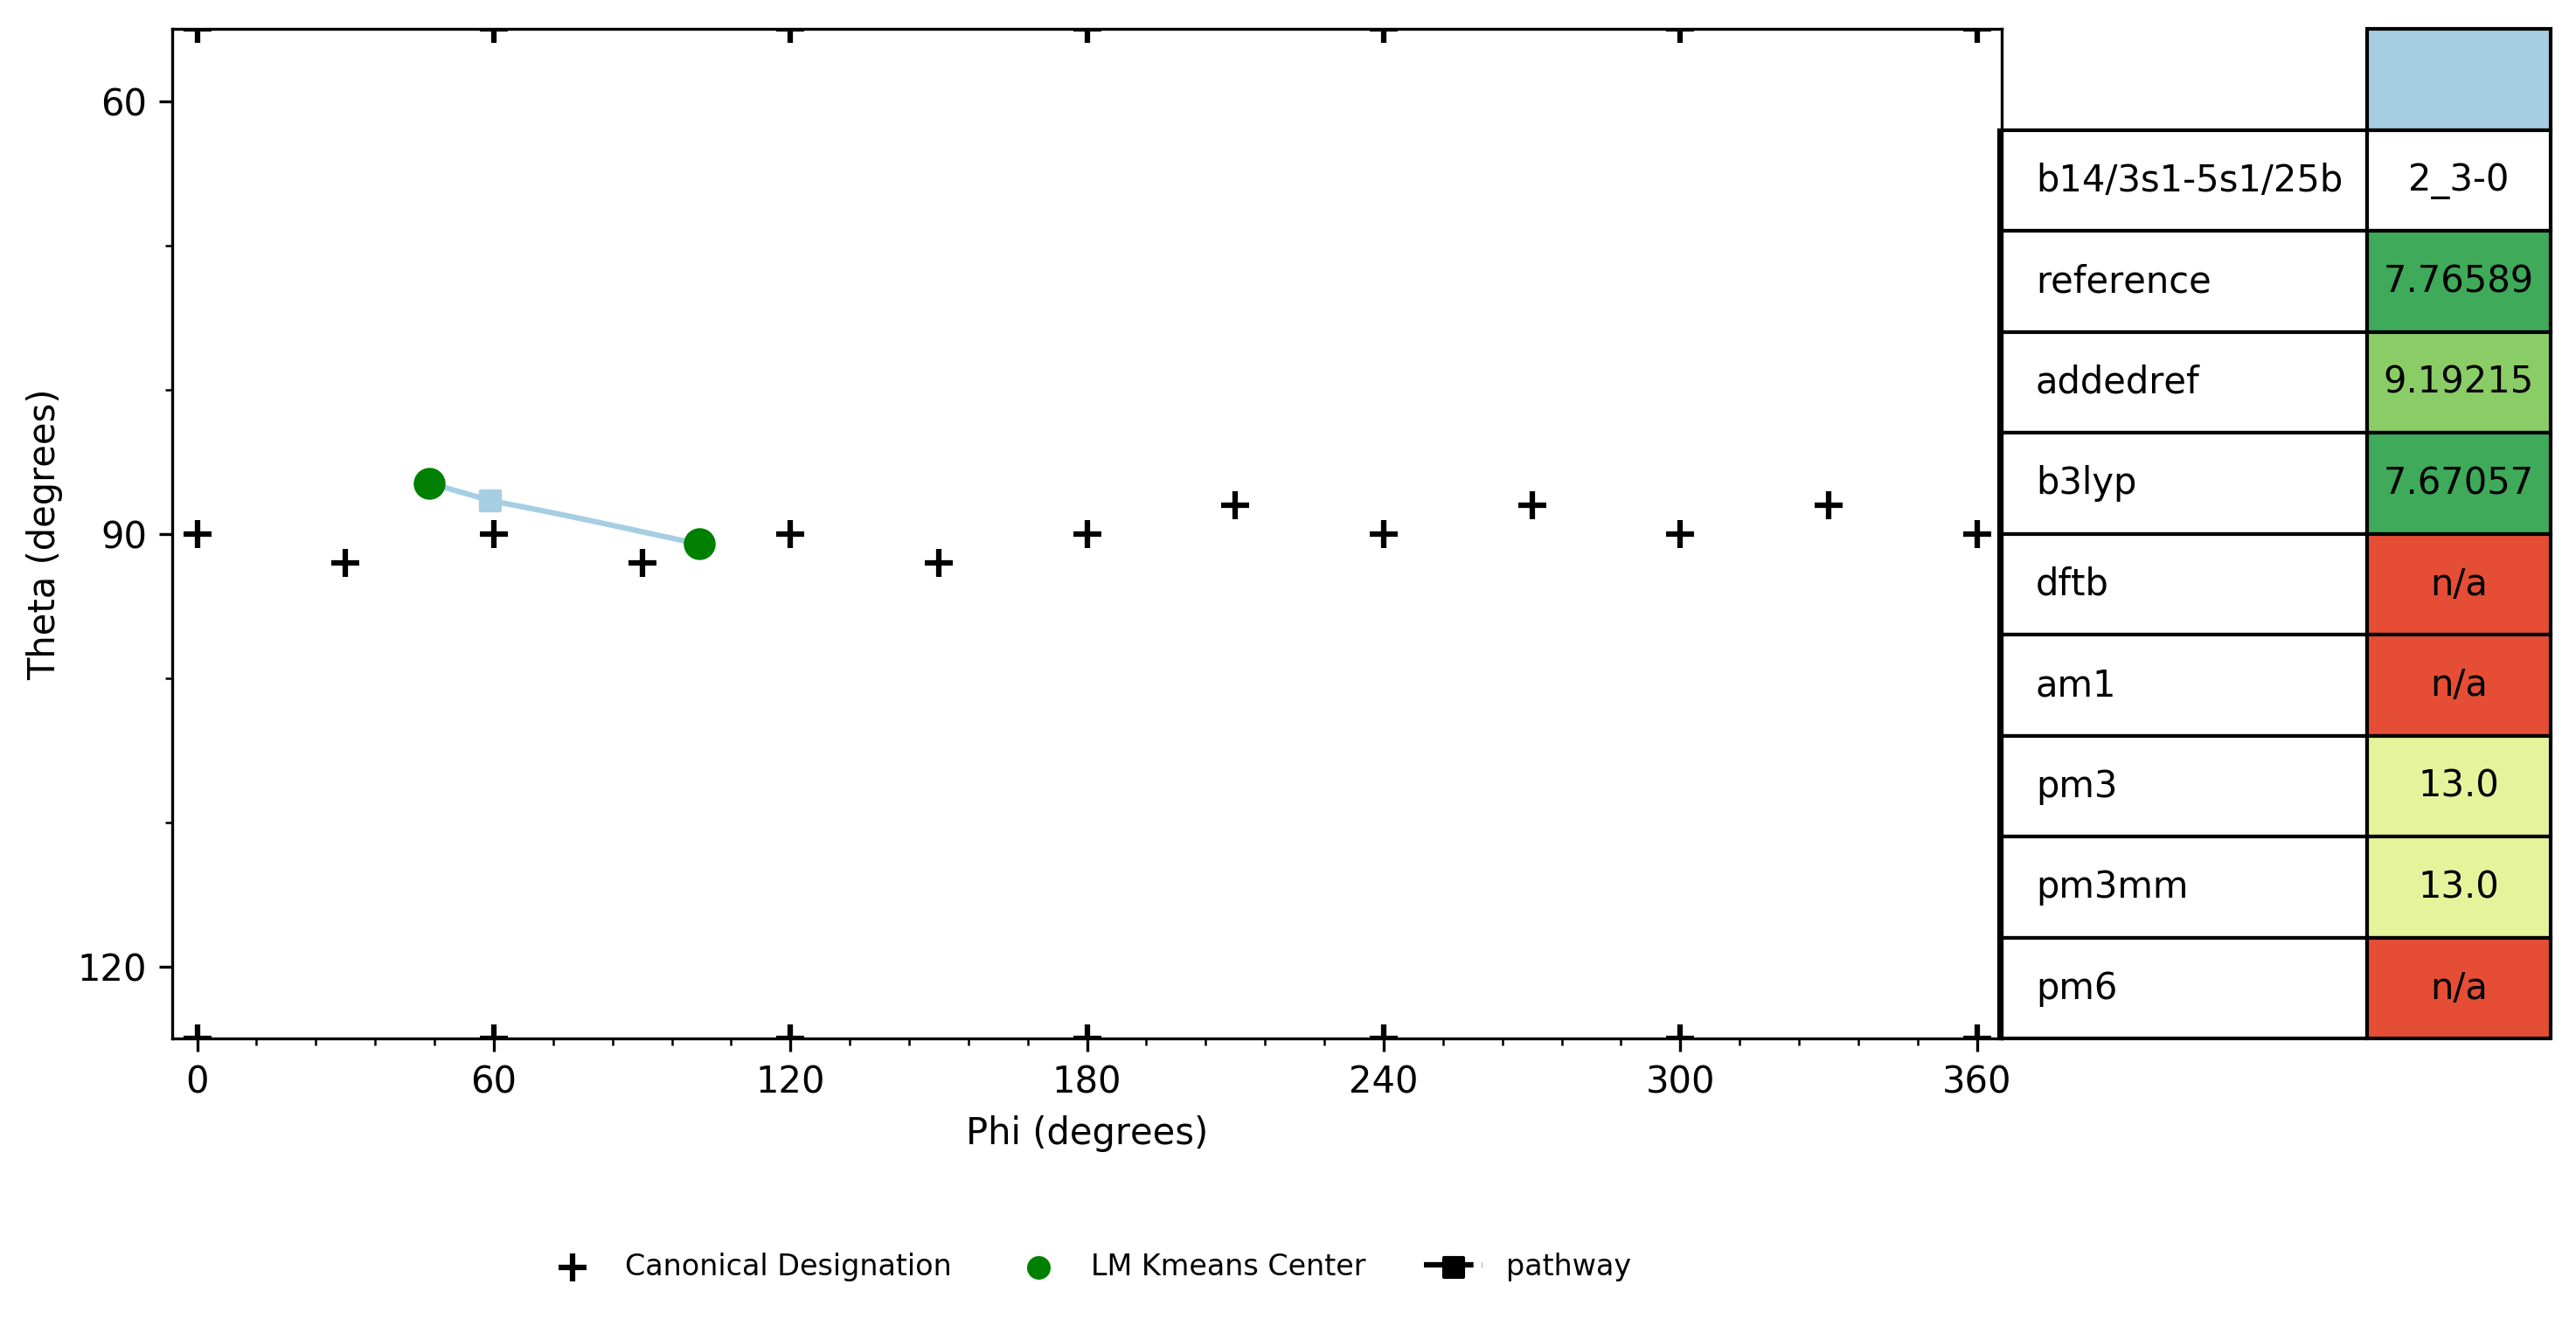 60
90
120
Theta (degrees)
0 60 120 180 240 300 360
Phi (degrees)
b14/3s1-5s1/25b 2_3-0
reference 7.76589
addedref 9.19215
b3lyp 7.67057
dftb n/a
am1 n/a
pm3 13.0
pm3mm 13.0
pm6 n/a
Canonical Designation LM Kmeans Center pathway